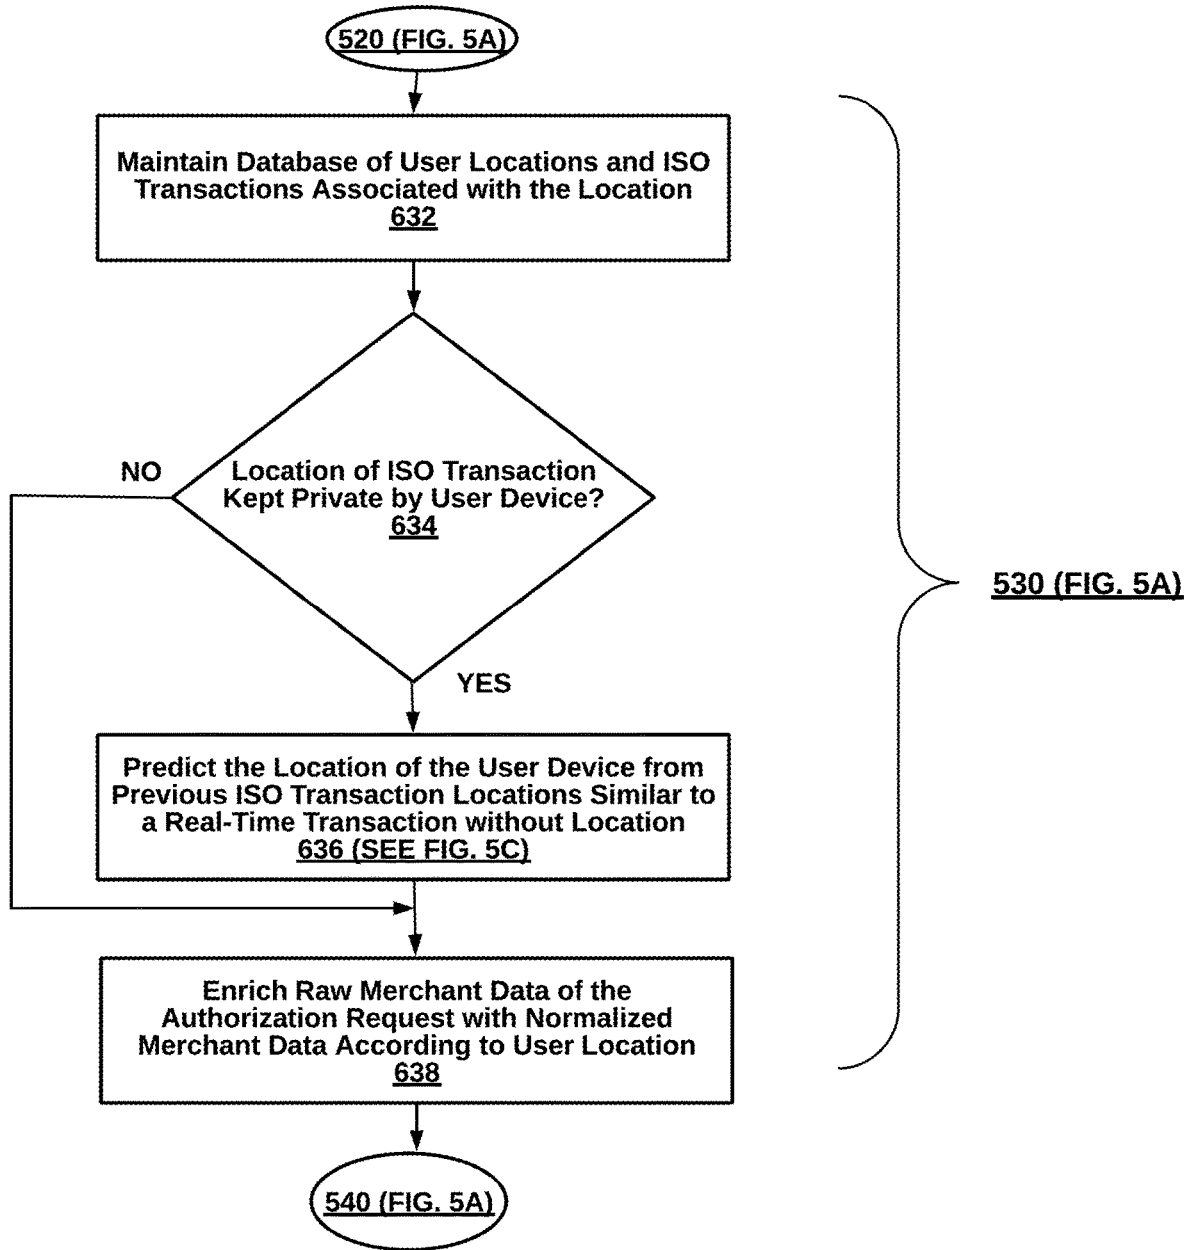 520 (FIG. 5A)
Maintain Database of User Locations and ISO
Transactions Associated with the Location
632
NO
Location of ISO Transaction
Kept Private by User Device?
634
530 (FIG. 5A)
YES
Predict the Location of the User Device from
Previous ISO Transaction Locations Similar to
a Real-Time Transaction without Location
636 (SEE FIG. 5C)
Enrich Raw Merchant Data of the
Authorization Request with Normalized
Merchant Data According to User Location
638
540 (FIG. 5A)